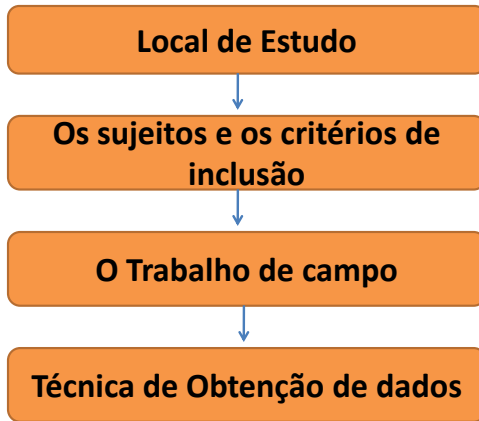 Local de Estudo
Os sujeitos e os critérios de
inclusão
O Trabalho de campo
Técnica de Obtenção de dados